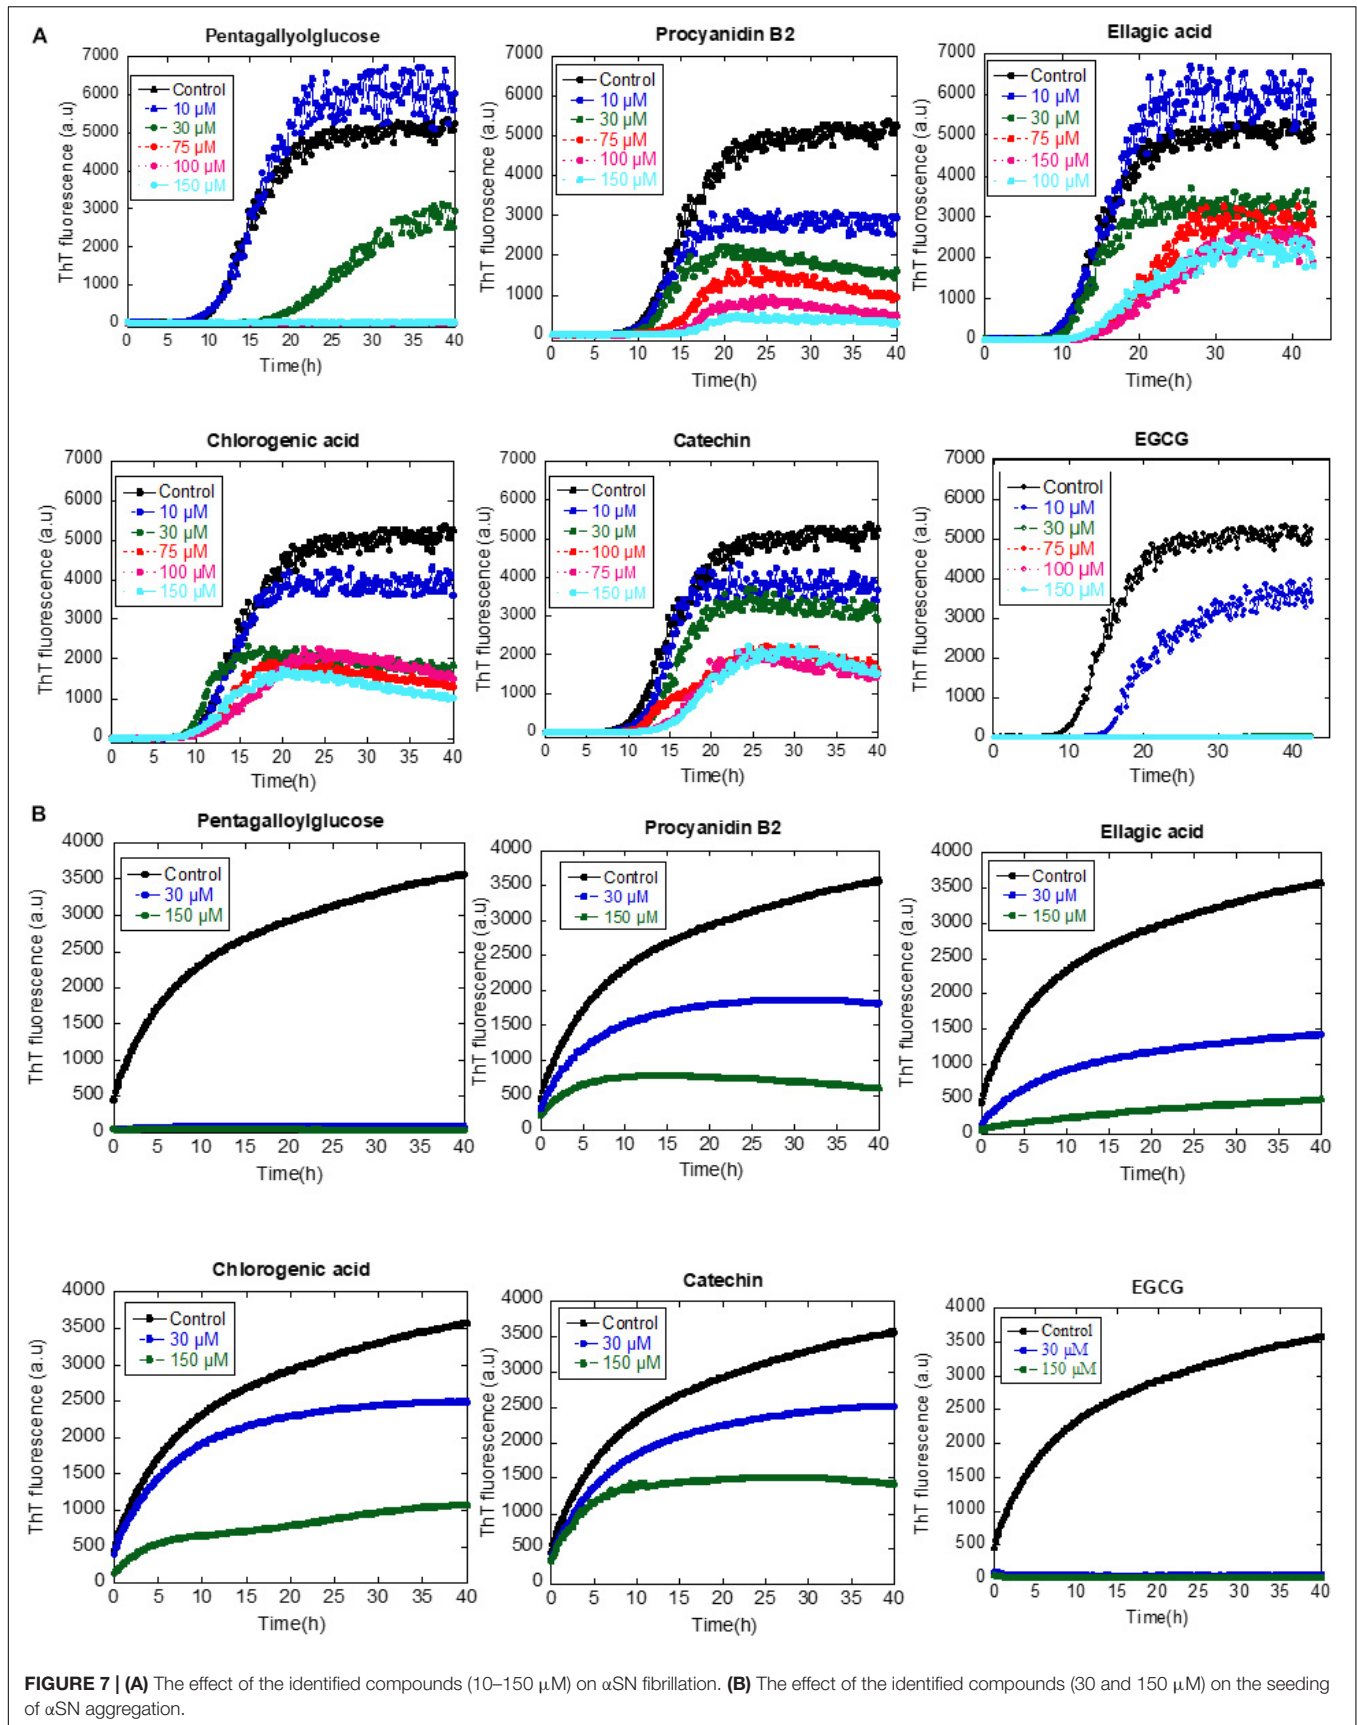 A
Pentagallyolglucose
7000
6000
5000
4000
3000
2000
1000
0
ThT fluorescence (a.u)
Control
10 µM
30 µM
75 µM
100 µM
150 µM
0 5 10 15 20 25 30 35 40
Time(h)
Procyanidin B2
7000
6000
5000
4000
3000
2000
1000
0
ThT fluoroscence (a.u)
Control
10 µM
30 µM
75 µM
100 µM
150 µM
0 5 10 15 20 25 30 35 40
Time(h)
Ellagic acid
7000
6000
5000
4000
3000
2000
1000
0
ThT fluorescence (a.u)
Control
10 µM
30 µM
75 µM
150 µM
100 µM
0 10 20 30 40
Time(h)
Chlorogenic acid
7000
6000
5000
4000
3000
2000
1000
0
ThT fluorescence (a.u)
Control
10 µM
30 µM
75 µM
100 µM
150 µM
0 5 10 15 20 25 30 35 40
Time(h)
Catechin
7000
6000
5000
4000
3000
2000
1000
0
ThT fluorescence (a.u)
Control
10 µM
30 µM
100 µM
75 µM
150 µM
0 5 10 15 20 25 30 35 40
Time(h)
EGCG
7000
6000
5000
4000
3000
2000
1000
0
ThT fluorescence (a.u)
Control
10 µM
30 µM
75 µM
100 µM
150 µM
0 10 20 30 40
Time(h)
B
Pentagalloylglucose
4000
3500
3000
2500
2000
1500
1000
500
0
ThT fluorescence (a.u)
Control
30 µM
150 µM
0 5 10 15 20 25 30 35 40
Time(h)
Procyanidin B2
4000
3500
3000
2500
2000
1500
1000
500
0
ThT fluorescence (a.u)
Control
30 µM
150 µM
0 5 10 15 20 25 30 35 40
Time(h)
Ellagic acid
4000
3500
3000
2500
2000
1500
1000
500
0
ThT fluorescence (a.u)
Control
30 µM
150 µM
0 5 10 15 20 25 30 35 40
Time(h)
Chlorogenic acid
4000
3500
3000
2500
2000
1500
1000
500
0
ThT fluorescence (a.u)
Control
30 µM
150 µM
0 5 10 15 20 25 30 35 40
Time(h)
Catechin
4000
3500
3000
2500
2000
1500
1000
500
0
ThT fluorescence (a.u)
Control
30 µM
150 µM
0 5 10 15 20 25 30 35 40
Time(h)
EGCG
4000
3500
3000
2500
2000
1500
1000
500
0
ThT fluorescence (a.u)
Control
30 µM
150 µM
0 5 10 15 20 25 30 35 40
Time(h)
FIGURE 7 | (A) The effect of the identified compounds (10–150 µM) on αSN fibrillation. (B) The effect of the identified compounds (30 and 150 µM) on the seeding
of αSN aggregation.